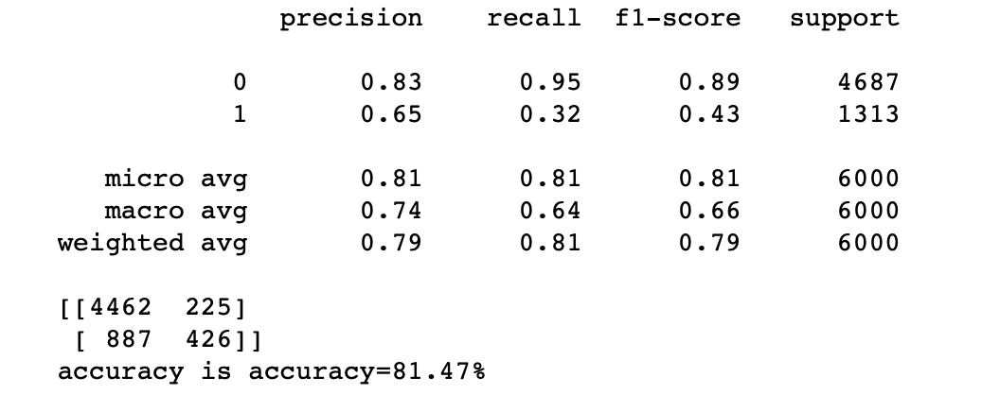 precision recall f1-score support
0 0.83 0.95 0.89 4687
1 0.65 0.32 0.43 1313
micro avg 0.81 0.81 0.81 6000
macro avg 0.74 0.64 0.66 6000
weighted avg 0.79 0.81 0.79 6000
[[4462 225]
[ 887 426]]
accuracy is accuracy=81.47%